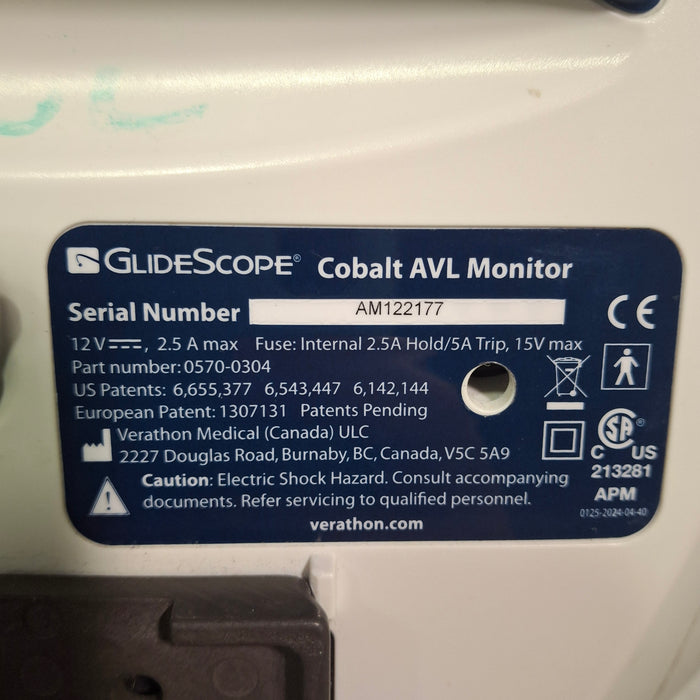 GLIDESCOPE® Cobalt AVL Monitor
Serial Number AM122177
CE
12 V⎓, 2.5 A max Fuse: Internal 2.5A Hold/5A Trip, 15V max
Part number: 0570-0304
US Patents: 6,655,377 6,543,447 6,142,144
European Patent: 1307131 Patents Pending
Verathon Medical (Canada) ULC
2227 Douglas Road, Burnaby, BC, Canada, V5C 5A9
Caution: Electric Shock Hazard. Consult accompanying
documents. Refer servicing to qualified personnel.
verathon.com
SA®
C US
213281
APM
0125-2024-04-40